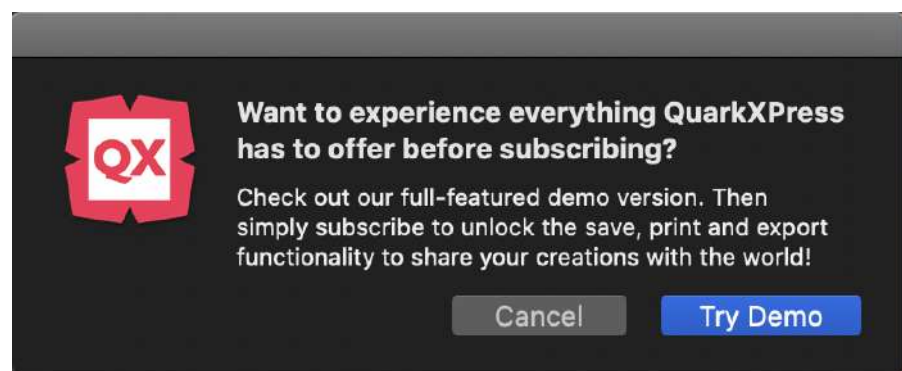 QX
Want to experience everything QuarkXPress
has to offer before subscribing?
Check out our full-featured demo version. Then
simply subscribe to unlock the save, print and export
functionality to share your creations with the world!
Cancel Try Demo